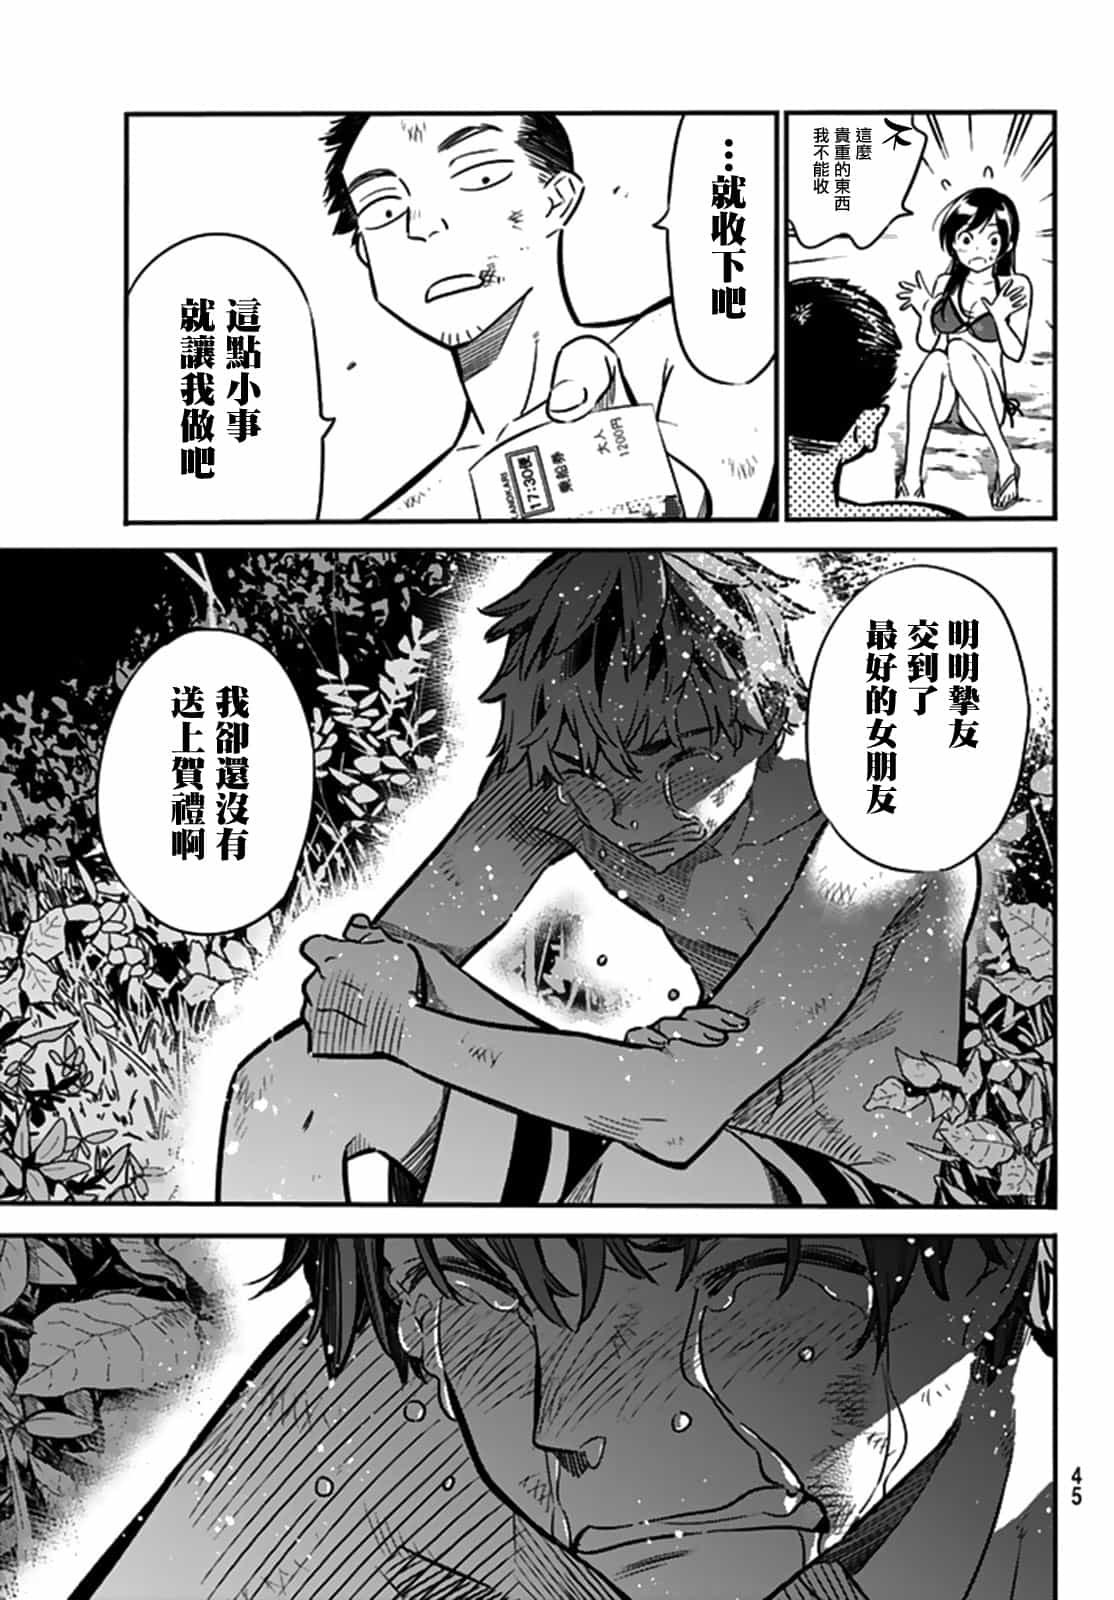 不
這麼
貴重的東西
我不能收
…就收下吧
這點小事
就讓我做吧
大人
1200円
乗船券
17:30便
明明摯友
交到了
最好的女朋友
我卻還沒有
送上賀禮啊
45